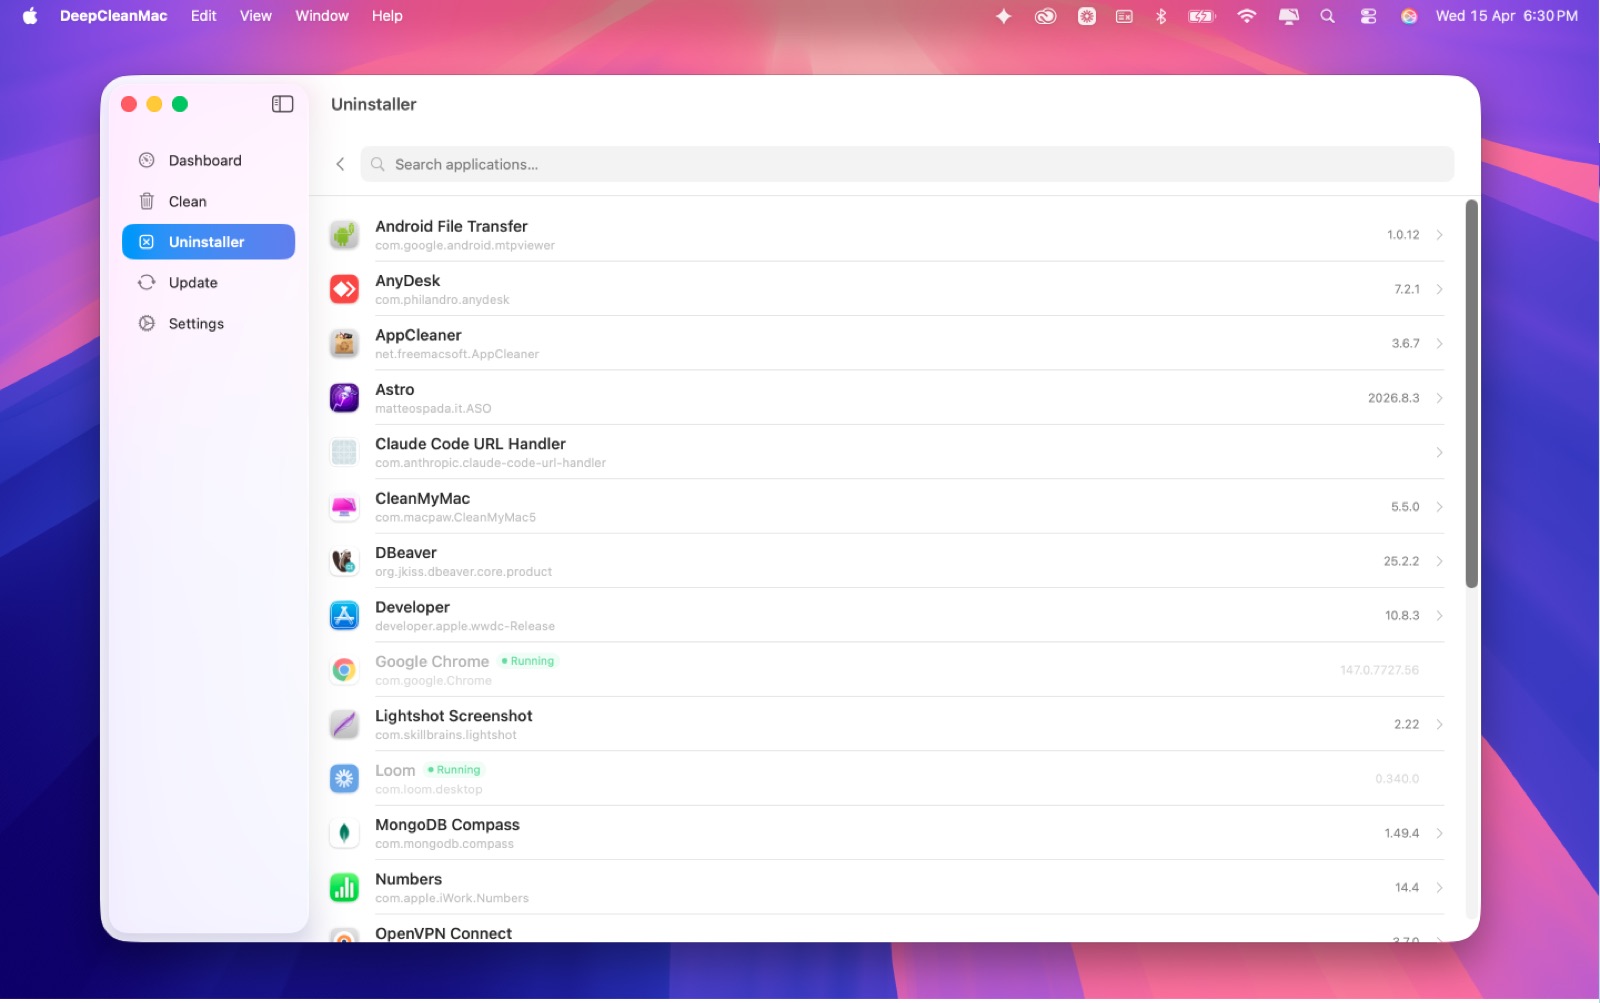 DeepCleanMac Edit View Window Help Wed 15 Apr 6:30 PM
Uninstaller
Dashboard
Clean
Uninstaller
Update
Settings
Search applications...
Android File Transfer
com.google.android.mtpviewer
1.0.12
AnyDesk
com.philandro.anydesk
7.2.1
AppCleaner
net.freemacsoft.AppCleaner
3.6.7
Astro
matteospada.it.ASO
2026.8.3
Claude Code URL Handler
com.anthropic.claude-code-url-handler
CleanMyMac
com.macpaw.CleanMyMac5
5.5.0
DBeaver
org.jkiss.dbeaver.core.product
25.2.2
Developer
developer.apple.wwdc-Release
10.8.3
Google Chrome Running
com.google.Chrome
147.0.7727.56
Lightshot Screenshot
com.skillbrains.lightshot
2.22
Loom Running
com.loom.desktop
0.340.0
MongoDB Compass
com.mongodb.compass
1.49.4
Numbers
com.apple.iWork.Numbers
14.4
OpenVPN Connect